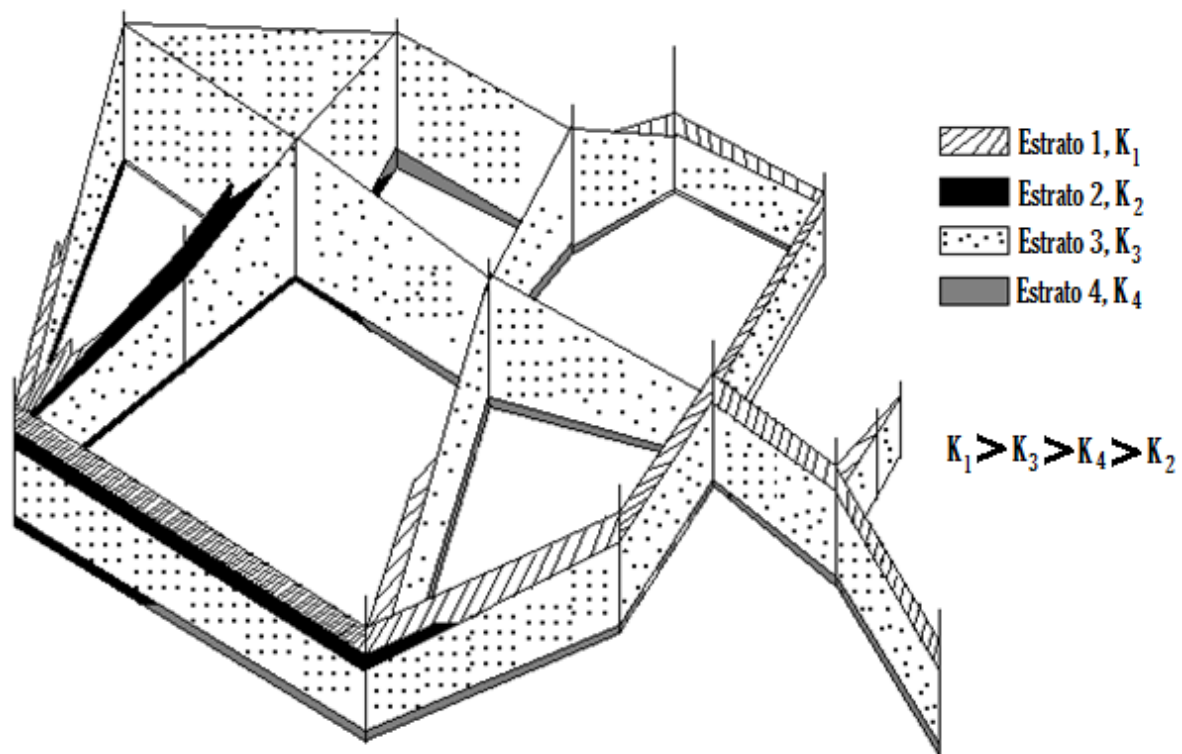 Estrato 1, K₁
Estrato 2, K₂
Estrato 3, K₃
Estrato 4, K₄
K₁ > K₃ > K₄ > K₂